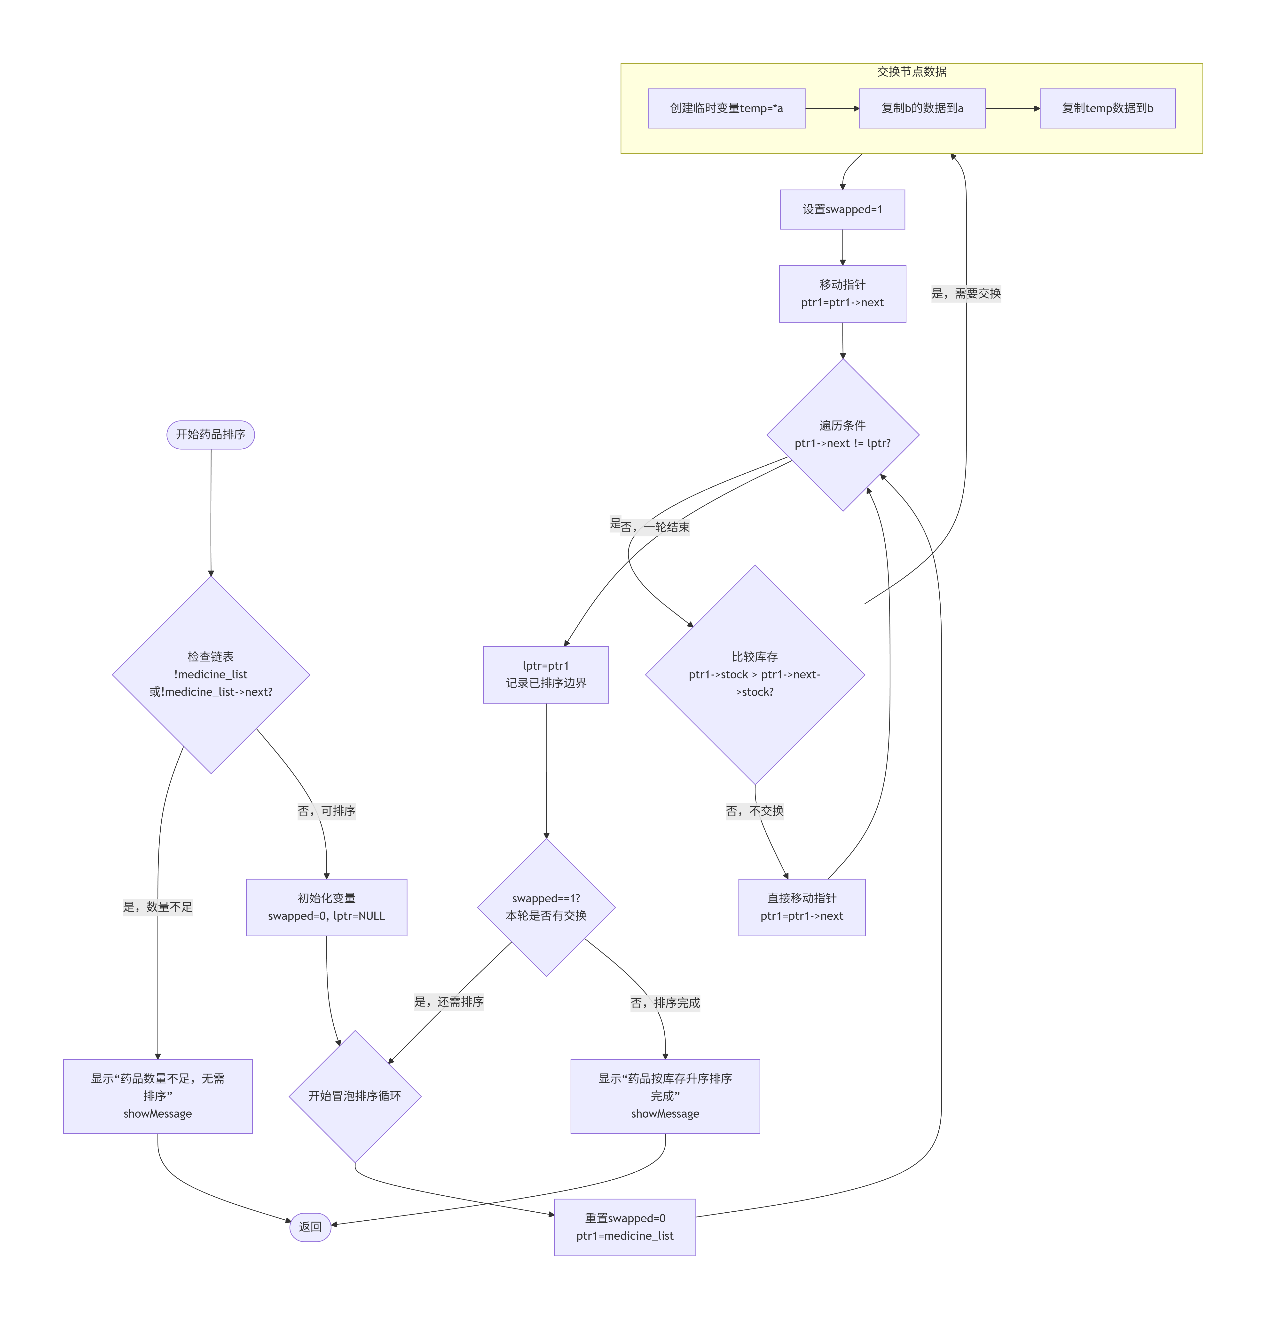 交换节点数据
创建临时变量temp=*a
复制b的数据到a
复制temp数据到b
设置swapped=1
移动指针
ptr1=ptr1->next
是，需要交换
遍历条件
ptr1->next != lptr?
开始药品排序
是
否，一轮结束
检查链表
!medicine_list
或!medicine_list->next?
lptr=ptr1
记录已排序边界
比较库存
ptr1->stock > ptr1->next-
>stock?
否，可排序
否，不交换
是，数量不足
初始化变量
swapped=0, lptr=NULL
swapped==1?
本轮是否有交换
直接移动指针
ptr1=ptr1->next
是，还需排序
否，排序完成
显示“药品数量不足，无需
排序”
showMessage
开始冒泡排序循环
显示“药品按库存升序排序
完成”
showMessage
返回
重置swapped=0
ptr1=medicine_list